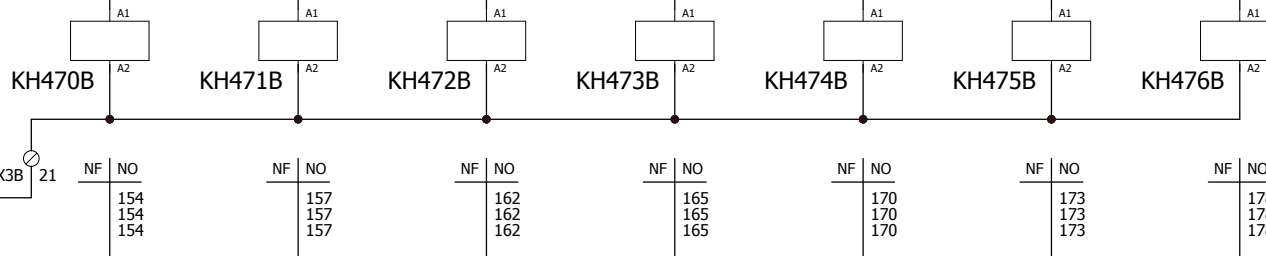 A1 A1 A1 A1 A1 A1 A1
A2 A2 A2 A2 A2 A2 A2
KH470B KH471B KH472B KH473B KH474B KH475B KH476B
X3B 21
NF NO NF NO NF NO NF NO NF NO NF NO NF NO
154 157 162 165 170 173
154 157 162 165 170 173
154 157 162 165 170 173